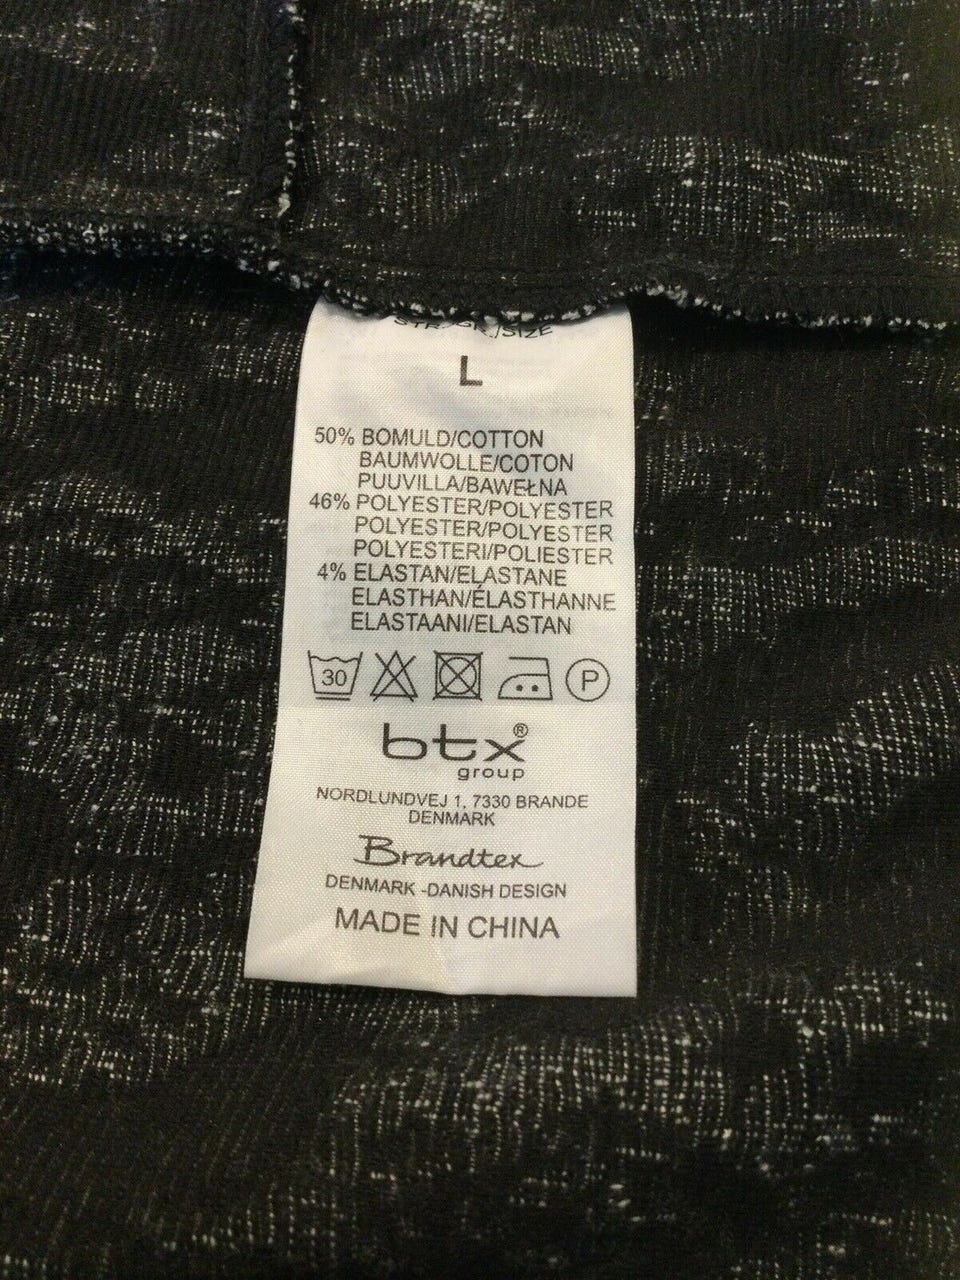 /SIZE
L
50% BOMULD/COTTON
BAUMWOLLE/COTON
PUUVILLA/BAWEŁNA
46% POLYESTER/POLYESTER
POLYESTER/POLYESTER
POLYESTERI/POLIESTER
4% ELASTAN/ELASTANE
ELASTHAN/ÉLASTHANNE
ELASTAANI/ELASTAN
30 P
btx®
group
NORDLUNDVEJ 1, 7330 BRANDE
DENMARK
Brandtex
DENMARK -DANISH DESIGN
MADE IN CHINA